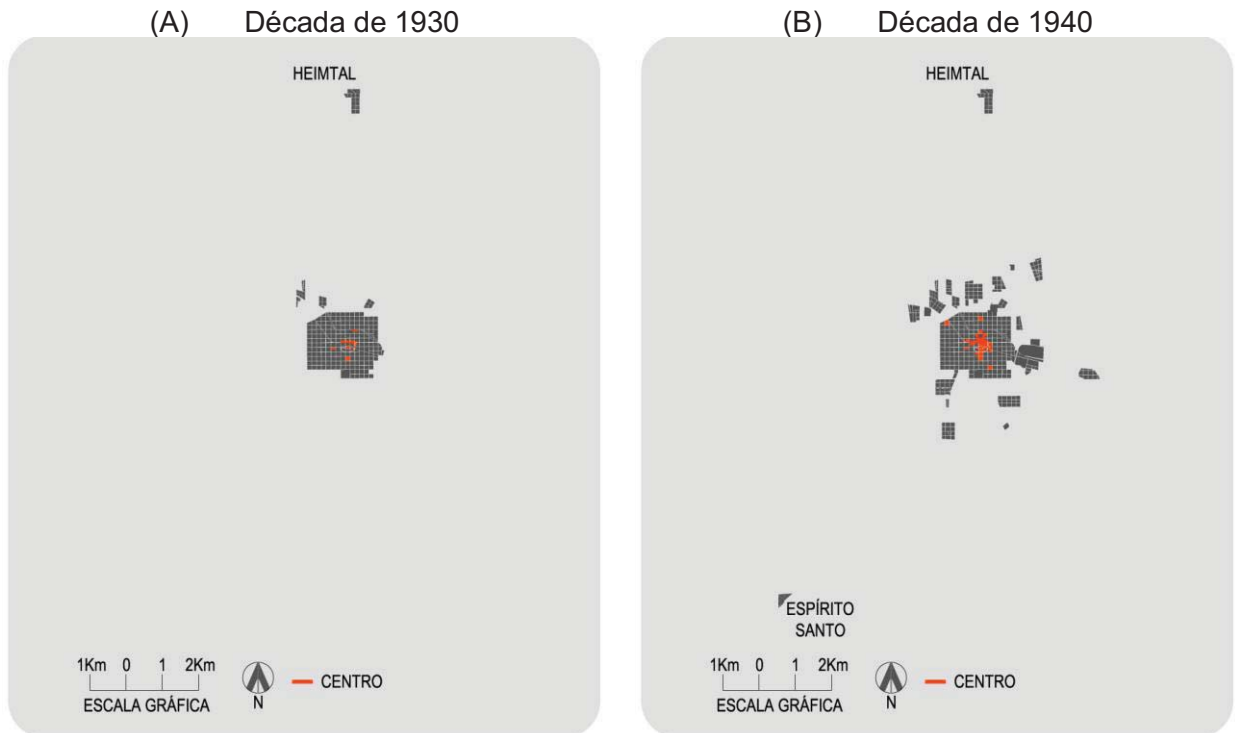 (A) Década de 1930
HEIMTAL
1Km 0 1 2Km
ESCALA GRÁFICA
N
CENTRO
(B) Década de 1940
HEIMTAL
ESPÍRITO
SANTO
1Km 0 1 2Km
ESCALA GRÁFICA
N
CENTRO